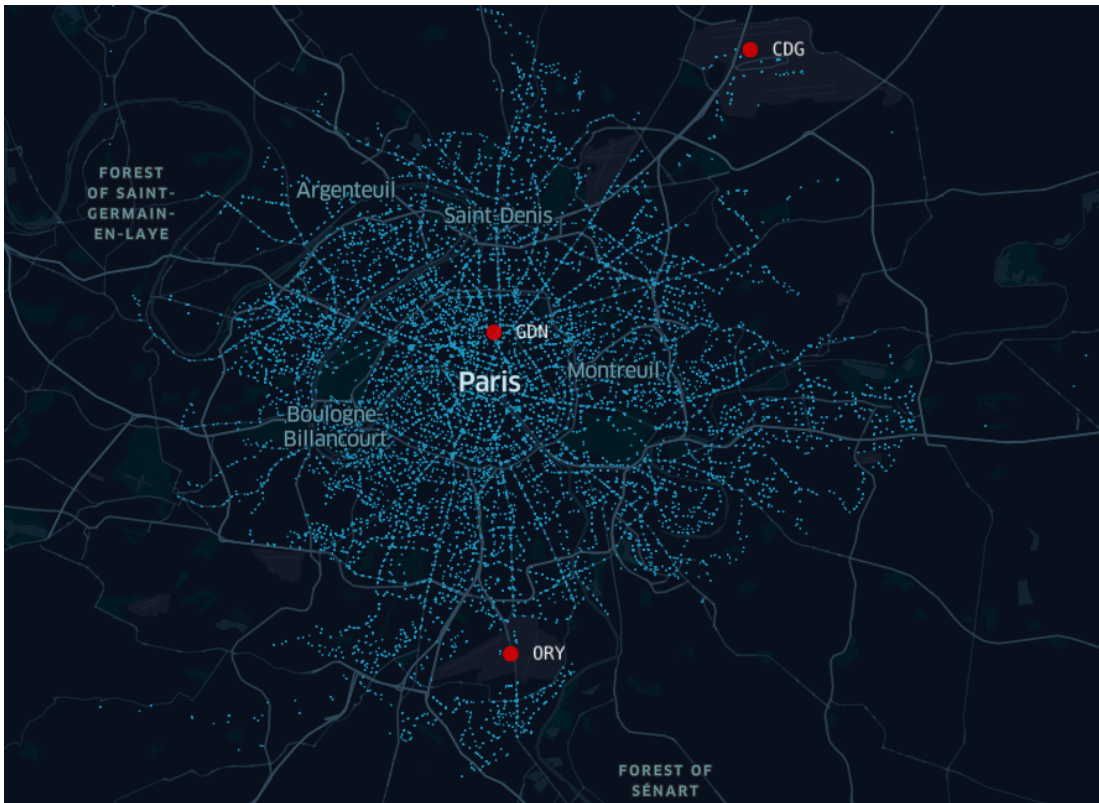 CDG
FOREST
OF SAINT-
GERMAIN-
EN-LAYE
Argenteuil
Saint-Denis
GDN
Montreuil
Paris
Boulogne-
Billancourt
ORY
FOREST OF
SÉNART